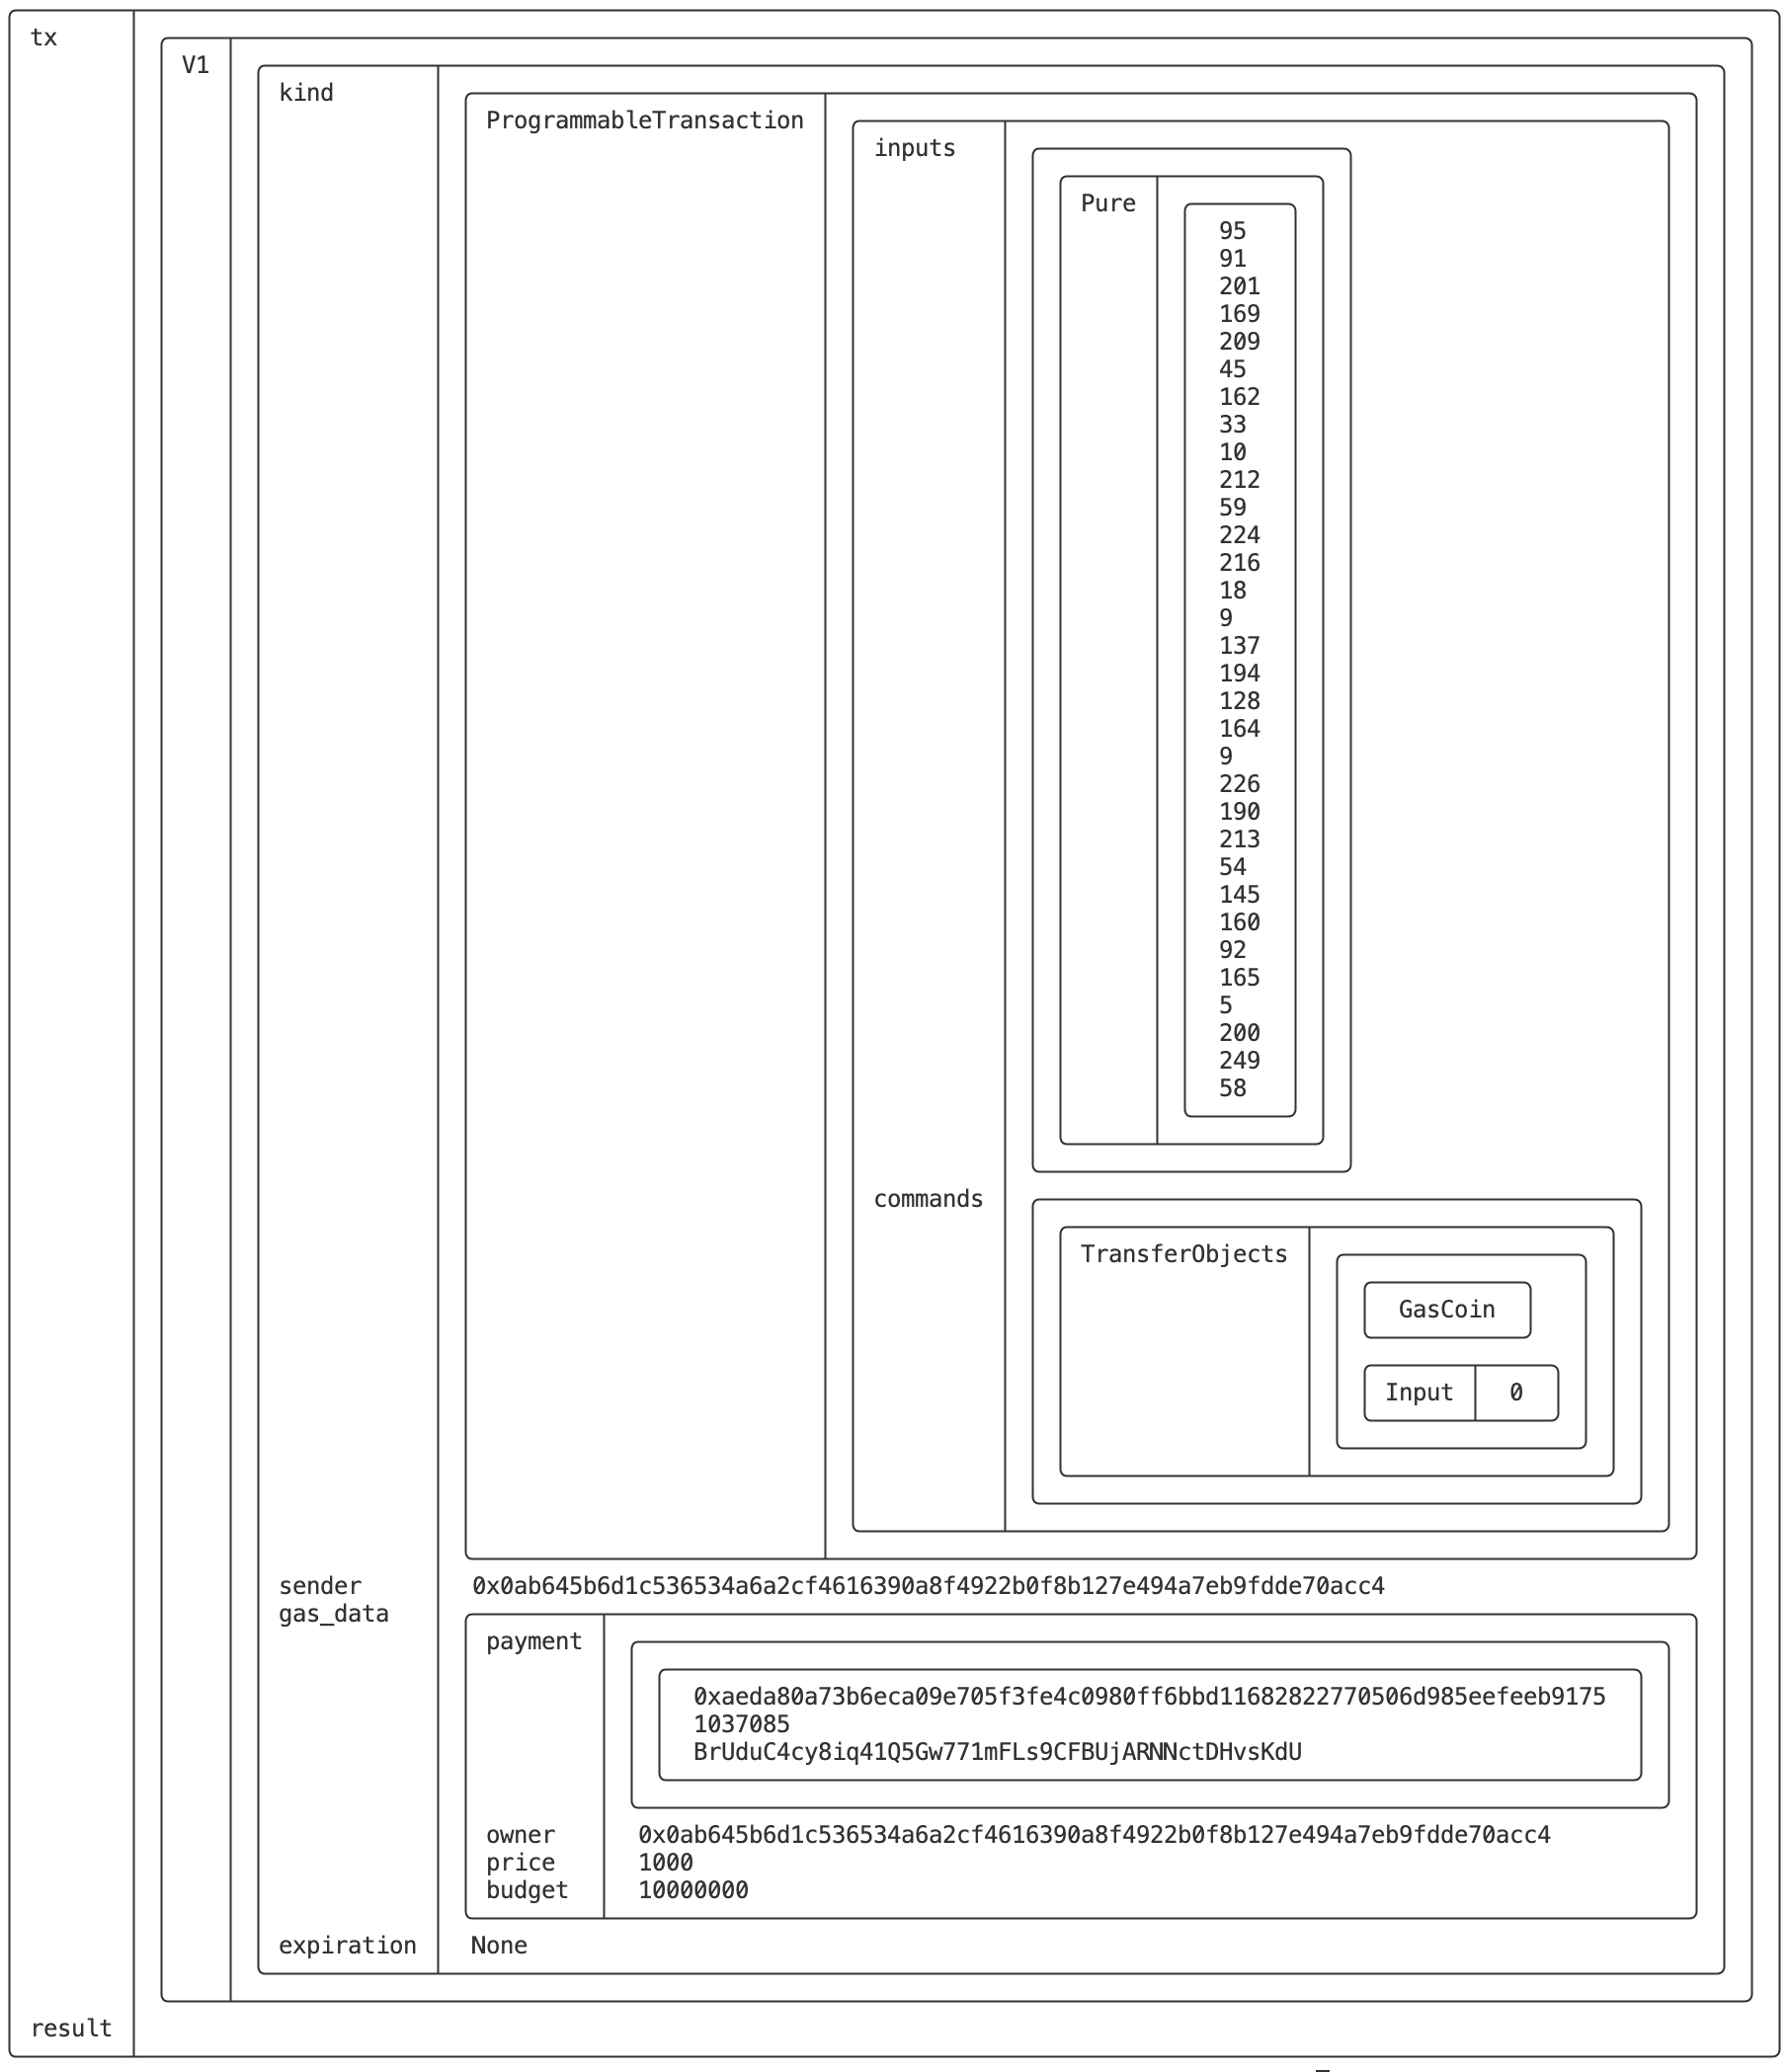 tx
V1
kind
ProgrammableTransaction
inputs
Pure
95
91
201
169
209
45
162
33
10
212
59
224
216
18
9
137
194
128
164
9
226
190
213
54
145
160
92
165
5
200
249
58
commands
TransferObjects
GasCoin
Input 0
sender 0x0ab645b6d1c536534a6a2cf4616390a8f4922b0f8b127e494a7eb9fdde70acc4
gas_data
payment
0xaeda80a73b6eca09e705f3fe4c0980ff6bbd11682822770506d985eefeeb9175
1037085
BrUduC4cy8iq41Q5Gw771mFLs9CFBUjARNNctDHvsKdU
owner 0x0ab645b6d1c536534a6a2cf4616390a8f4922b0f8b127e494a7eb9fdde70acc4
price 1000
budget 10000000
expiration None
result